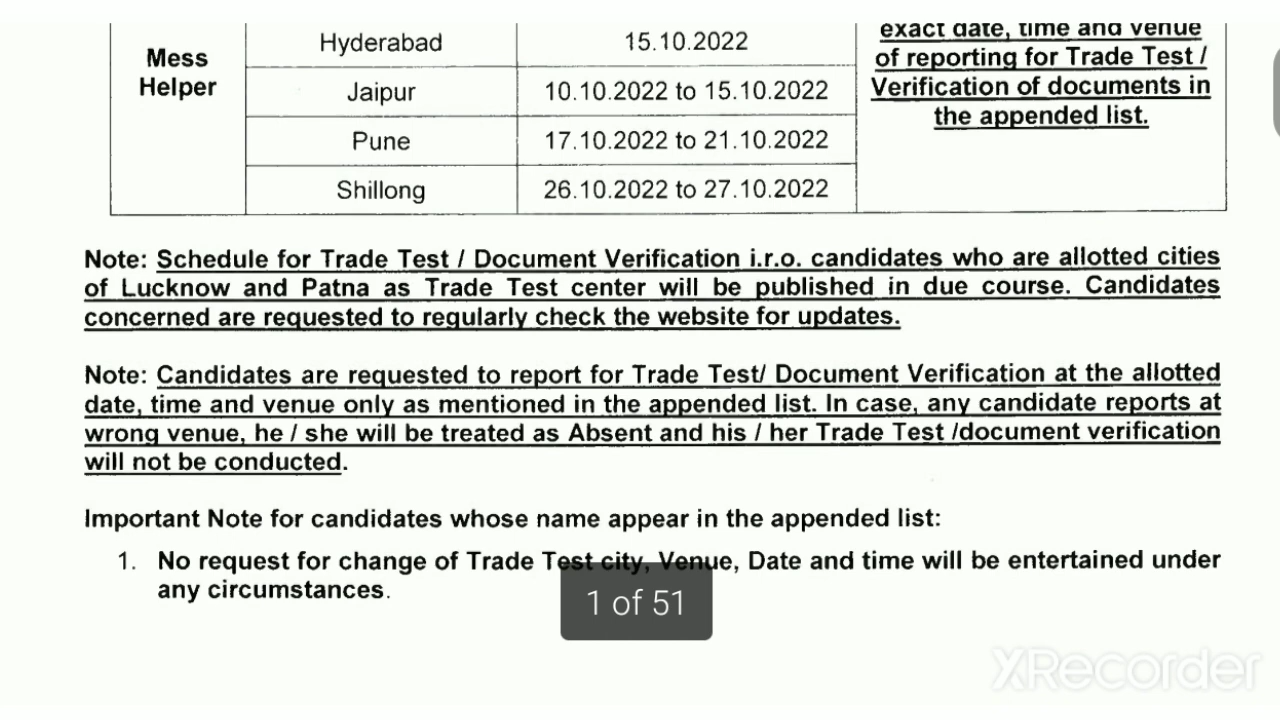 exact date, time and venue
Hyderabad 15.10.2022
Mess
of reporting for Trade Test /
Helper
Verification of documents in
Jaipur 10.10.2022 to 15.10.2022
the appended list.
Pune 17.10.2022 to 21.10.2022
Shillong 26.10.2022 to 27.10.2022
Note: Schedule for Trade Test / Document Verification i.r.o. candidates who are allotted cities
of Lucknow and Patna as Trade Test center will be published in due course. Candidates
concerned are requested to regularly check the website for updates.
Note: Candidates are requested to report for Trade Test/ Document Verification at the allotted
date, time and venue only as mentioned in the appended list. In case, any candidate reports at
wrong venue, he / she will be treated as Absent and his / her Trade Test /document verification
will not be conducted.
Important Note for candidates whose name appear in the appended list:
1. No request for change of Trade Test city, Venue, Date and time will be entertained under
any circumstances.
1 of 51
XRecorder